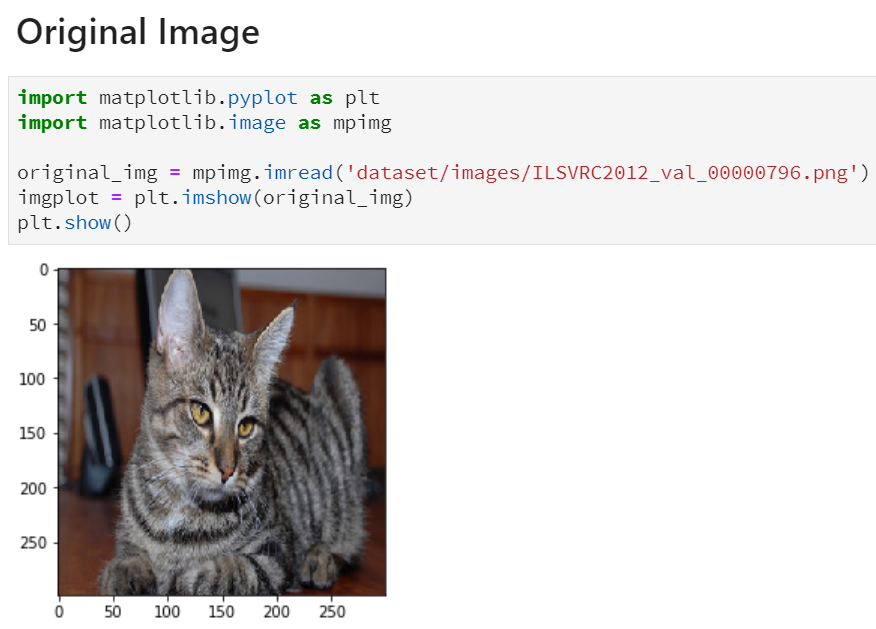 Original Image
import matplotlib.pyplot as plt
import matplotlib.image as mpimg
original_img = mpimg.imread('dataset/images/ILSVRC2012_val_00000796.png')
imgplot = plt.imshow(original_img)
plt.show()
0
50
100
150
200
250
0 50 100 150 200 250